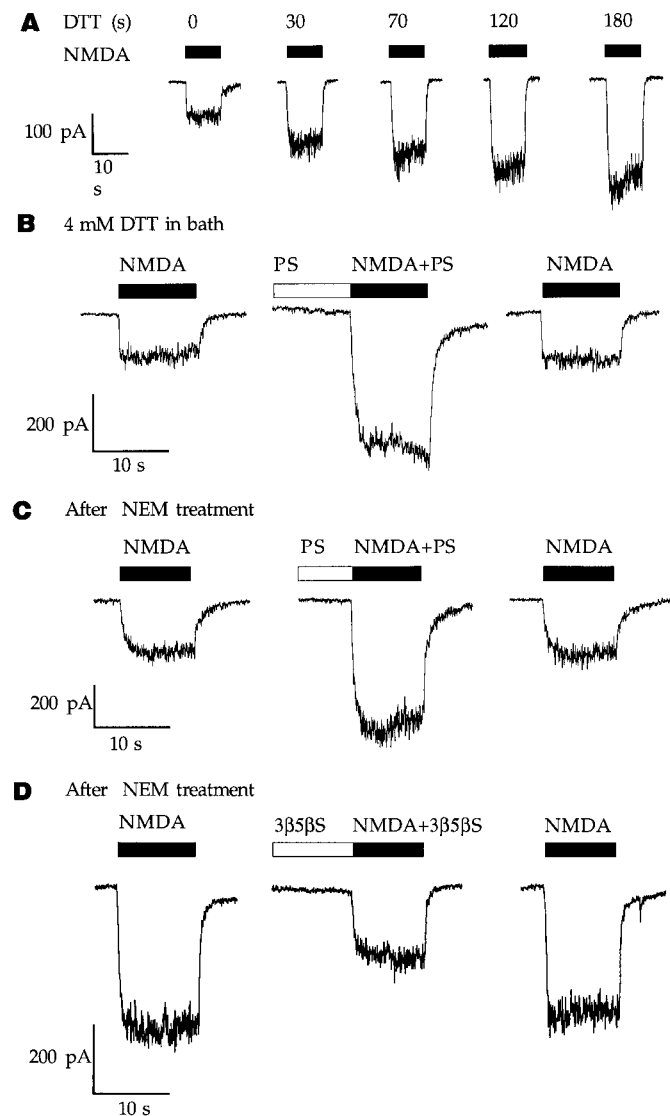 A DTT (s) 0 30 70 120 180
NMDA
100 pA
10
s
B 4 mM DTT in bath
NMDA PS NMDA+PS NMDA
200 pA
10 s
C After NEM treatment
NMDA PS NMDA+PS NMDA
200 pA
10 s
D After NEM treatment
NMDA 3β5βS NMDA+3β5βS NMDA
200 pA
10 s